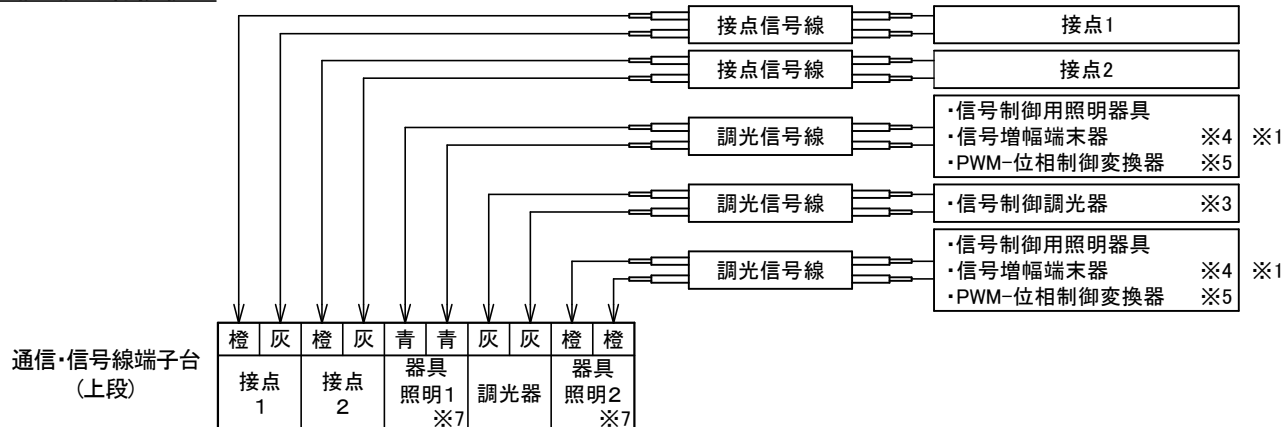 接点信号線 接点1
接点信号線 接点2
調光信号線
・信号制御用照明器具
・信号増幅端末器 ※4 ※1
・PWM-位相制御変換器 ※5
調光信号線 ・信号制御調光器 ※3
調光信号線
・信号制御用照明器具
・信号増幅端末器 ※4 ※1
・PWM-位相制御変換器 ※5
通信・信号線端子台
(上段)
橙 灰 橙 灰 青 青 灰 灰 橙 橙
接点
1
接点
2
器具
照明1
※7
調光器
器具
照明2
※7